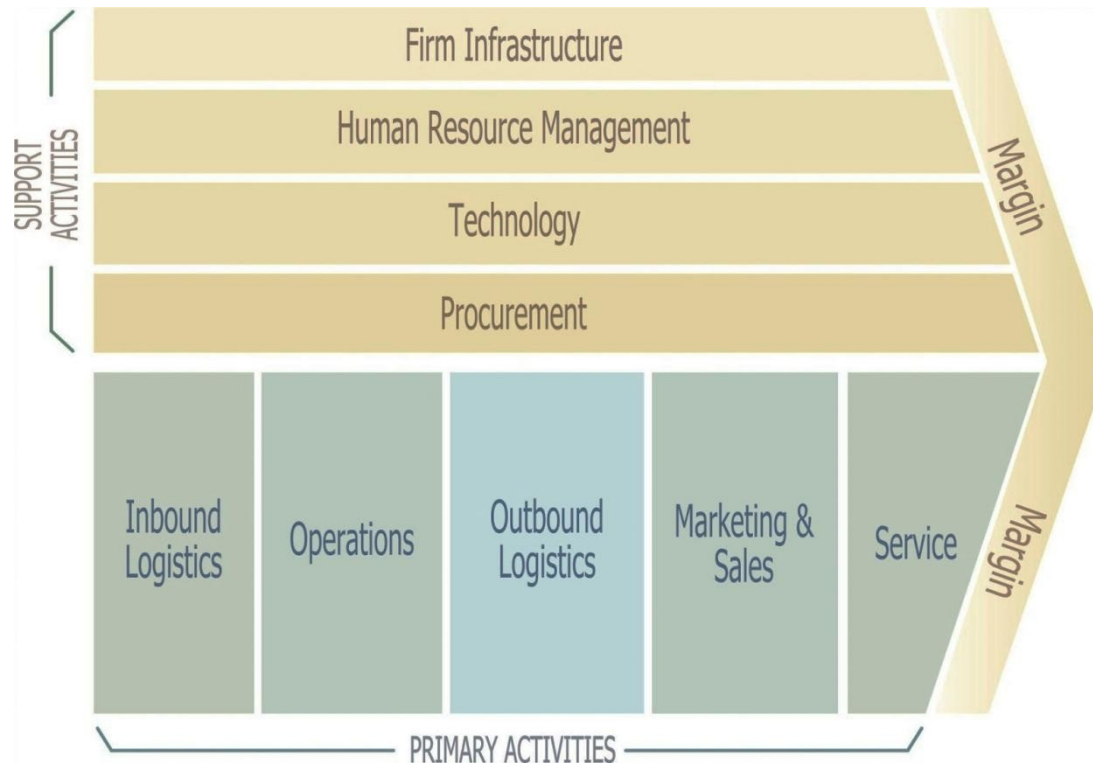 Firm Infrastructure
Human Resource Management
Technology
Procurement
SUPPORT
ACTIVITIES
Margin
Inbound
Logistics
Operations
Outbound
Logistics
Marketing &
Sales
Service
Margin
PRIMARY ACTIVITIES